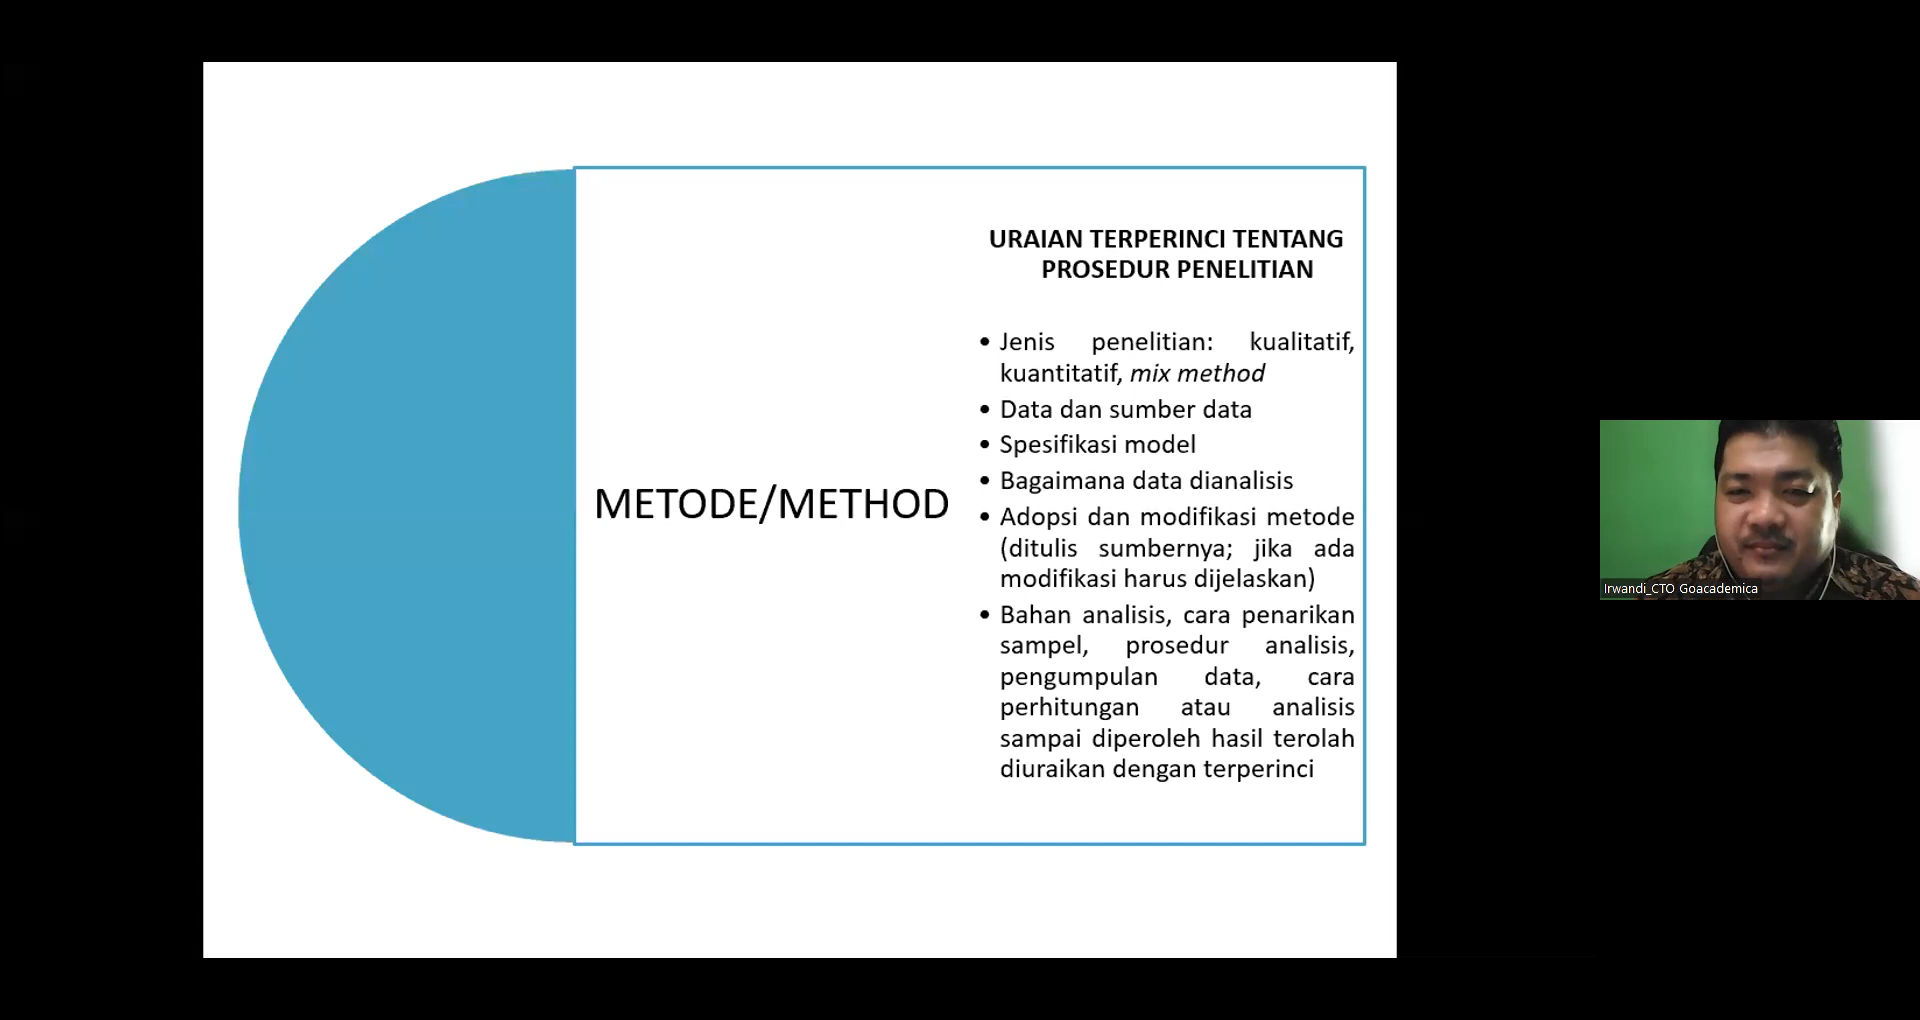 URAIAN TERPERINCI TENTANG
PROSEDUR PENELITIAN
METODE/METHOD
• Jenis penelitian: kualitatif,
kuantitatif, mix method
• Data dan sumber data
• Spesifikasi model
• Bagaimana data dianalisis
• Adopsi dan modifikasi metode
(ditulis sumbernya; jika ada
modifikasi harus dijelaskan)
• Bahan analisis, cara penarikan
sampel, prosedur analisis,
pengumpulan data, cara
perhitungan atau analisis
sampai diperoleh hasil terolah
diuraikan dengan terperinci
Irwandi_CTO Goacademica